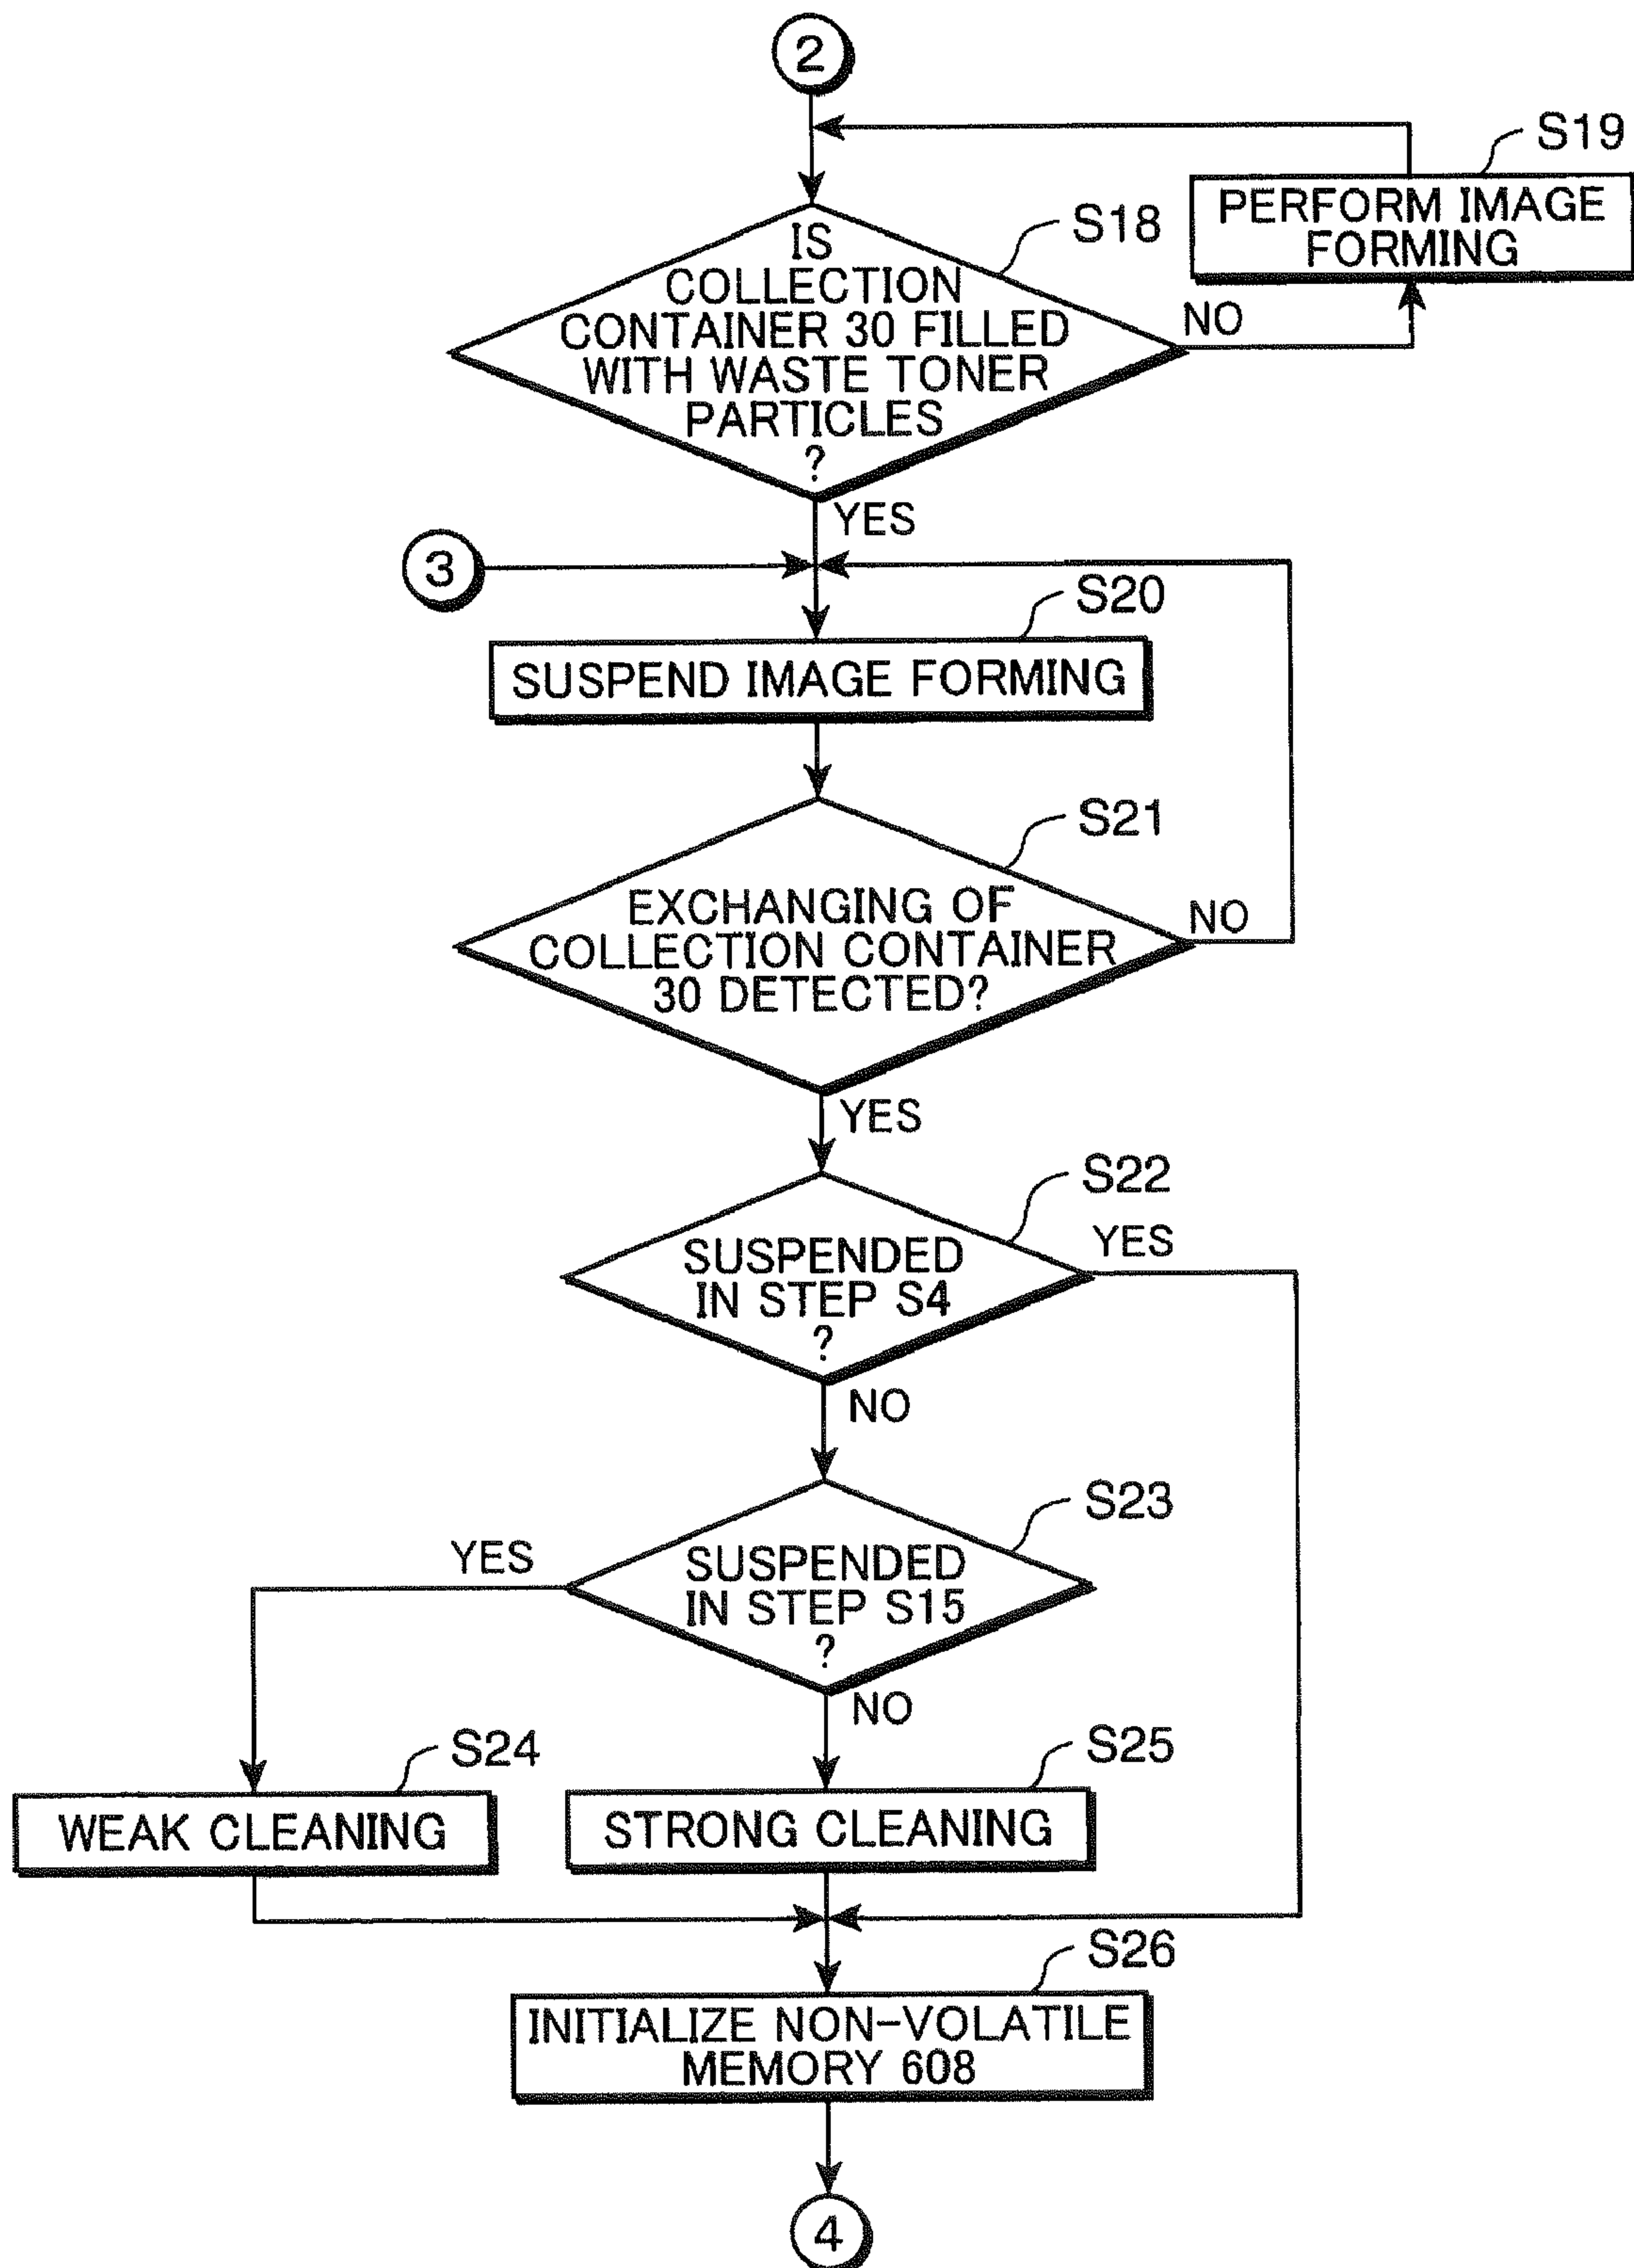 2
S19
PERFORM IMAGE
FORMING
S18
IS
COLLECTION
CONTAINER 30 FILLED
WITH WASTE TONER
PARTICLES
?
NO
YES
3
S20
SUSPEND IMAGE FORMING
S21
EXCHANGING OF
COLLECTION CONTAINER
30 DETECTED?
NO
YES
S22
SUSPENDED
IN STEP S4
?
YES
NO
S23
SUSPENDED
IN STEP S15
?
YES
NO
S24
WEAK CLEANING
S25
STRONG CLEANING
S26
INITIALIZE NON-VOLATILE
MEMORY 608
4